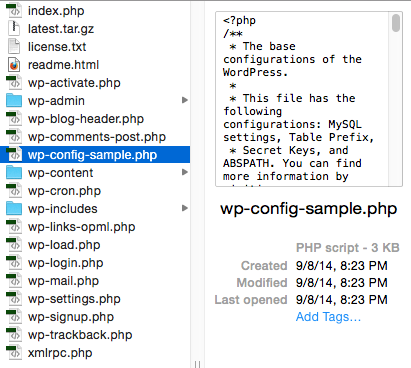 index.php
latest.tar.gz
license.txt
readme.html
wp-activate.php
wp-admin
wp-blog-header.php
wp-comments-post.php
wp-config-sample.php
wp-content
wp-cron.php
wp-includes
wp-links-opml.php
wp-load.php
wp-login.php
wp-mail.php
wp-settings.php
wp-signup.php
wp-trackback.php
xmlrpc.php
<?php
/**
* The base
configurations of the
WordPress.
*
* This file has the
following
configurations: MySQL
settings, Table Prefix,
* Secret Keys, and
ABSPATH. You can find
more information by
wp-config-sample.php
PHP script - 3 KB
Created 9/8/14, 8:23 PM
Modified 9/8/14, 8:23 PM
Last opened 9/8/14, 8:23 PM
Add Tags…